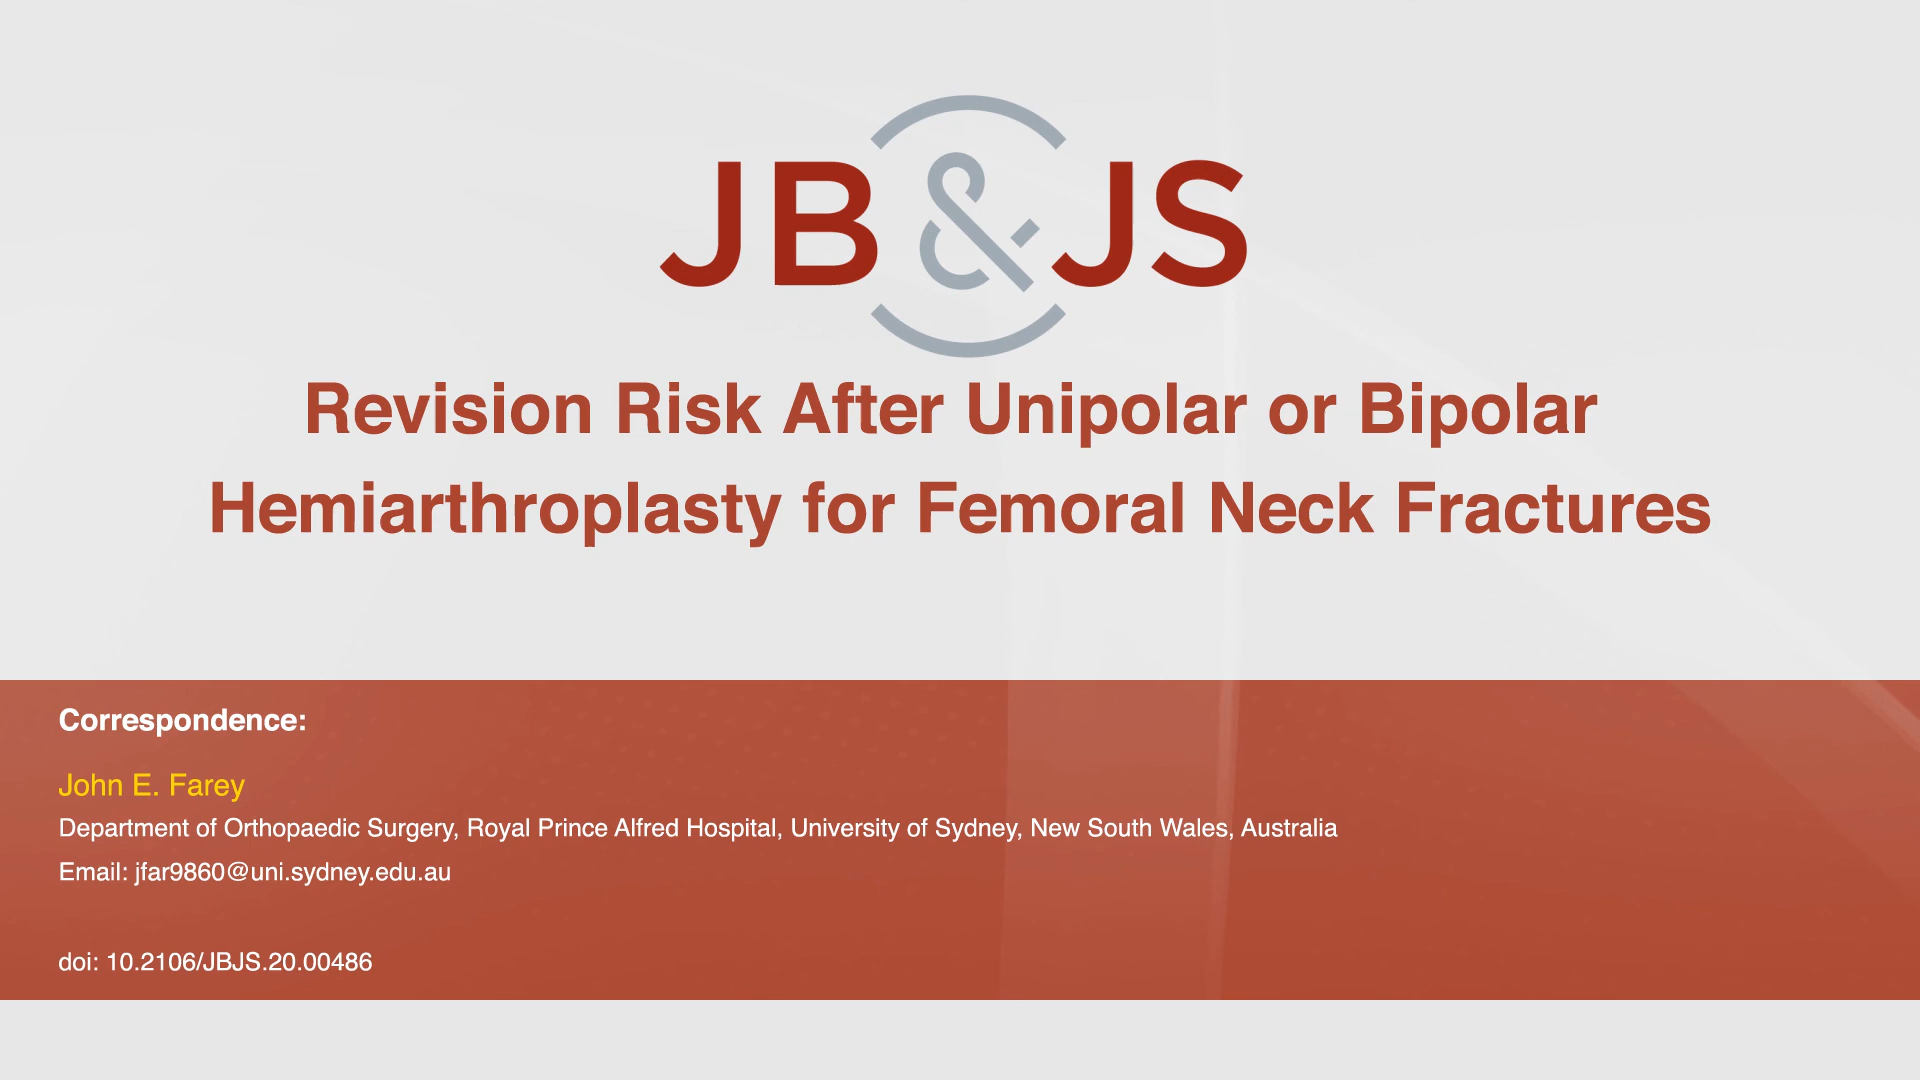 JB&JS
Revision Risk After Unipolar or Bipolar
Hemiarthroplasty for Femoral Neck Fractures
Correspondence:
John E. Farey
Department of Orthopaedic Surgery, Royal Prince Alfred Hospital, University of Sydney, New South Wales, Australia
Email: jfar9860@uni.sydney.edu.au
doi: 10.2106/JBJS.20.00486